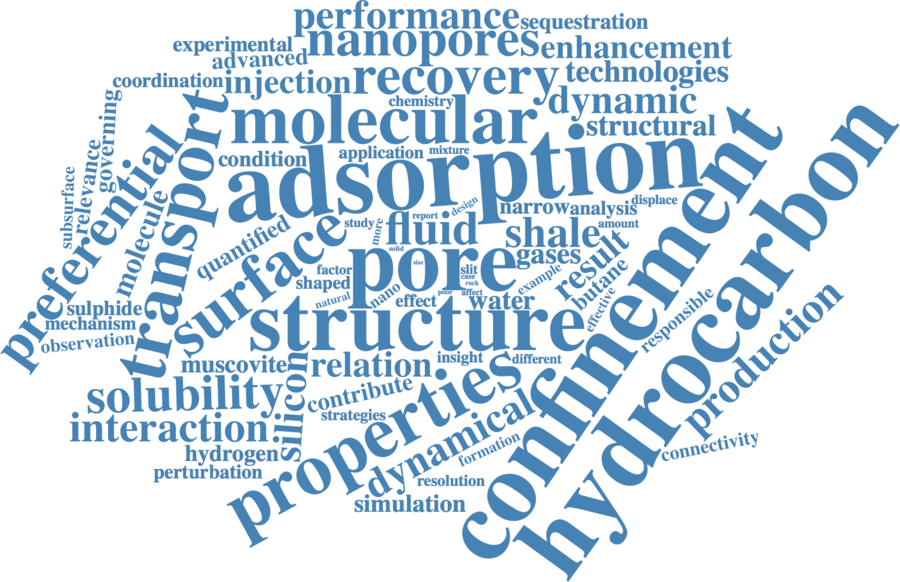 performance
sequestration
experimental
nanopores
enhancement
advanced
coordination
injection
recovery
technologies
chemistry
dynamic
governing
molecular
structural
transport
preferential
relevance
subsurface
condition
application
mixture
adsorption
confinement
hydrocarbon
molecule
quantified
surface
study
more
fluid
report
design
narrow
analysis
displace
amount
shale
solid
pore
size
slit
case
rock
gases
result
butane
factor
shaped
natural
nano
effect
poor
affect
water
example
effective
responsible
sulphide
mechanism
observation
structure
muscovite
relation
insight
different
production
solubility
silicon
contribute
strategies
properties
interaction
hydrogen
perturbation
dynamical
formation
resolution
simulation
connectivity